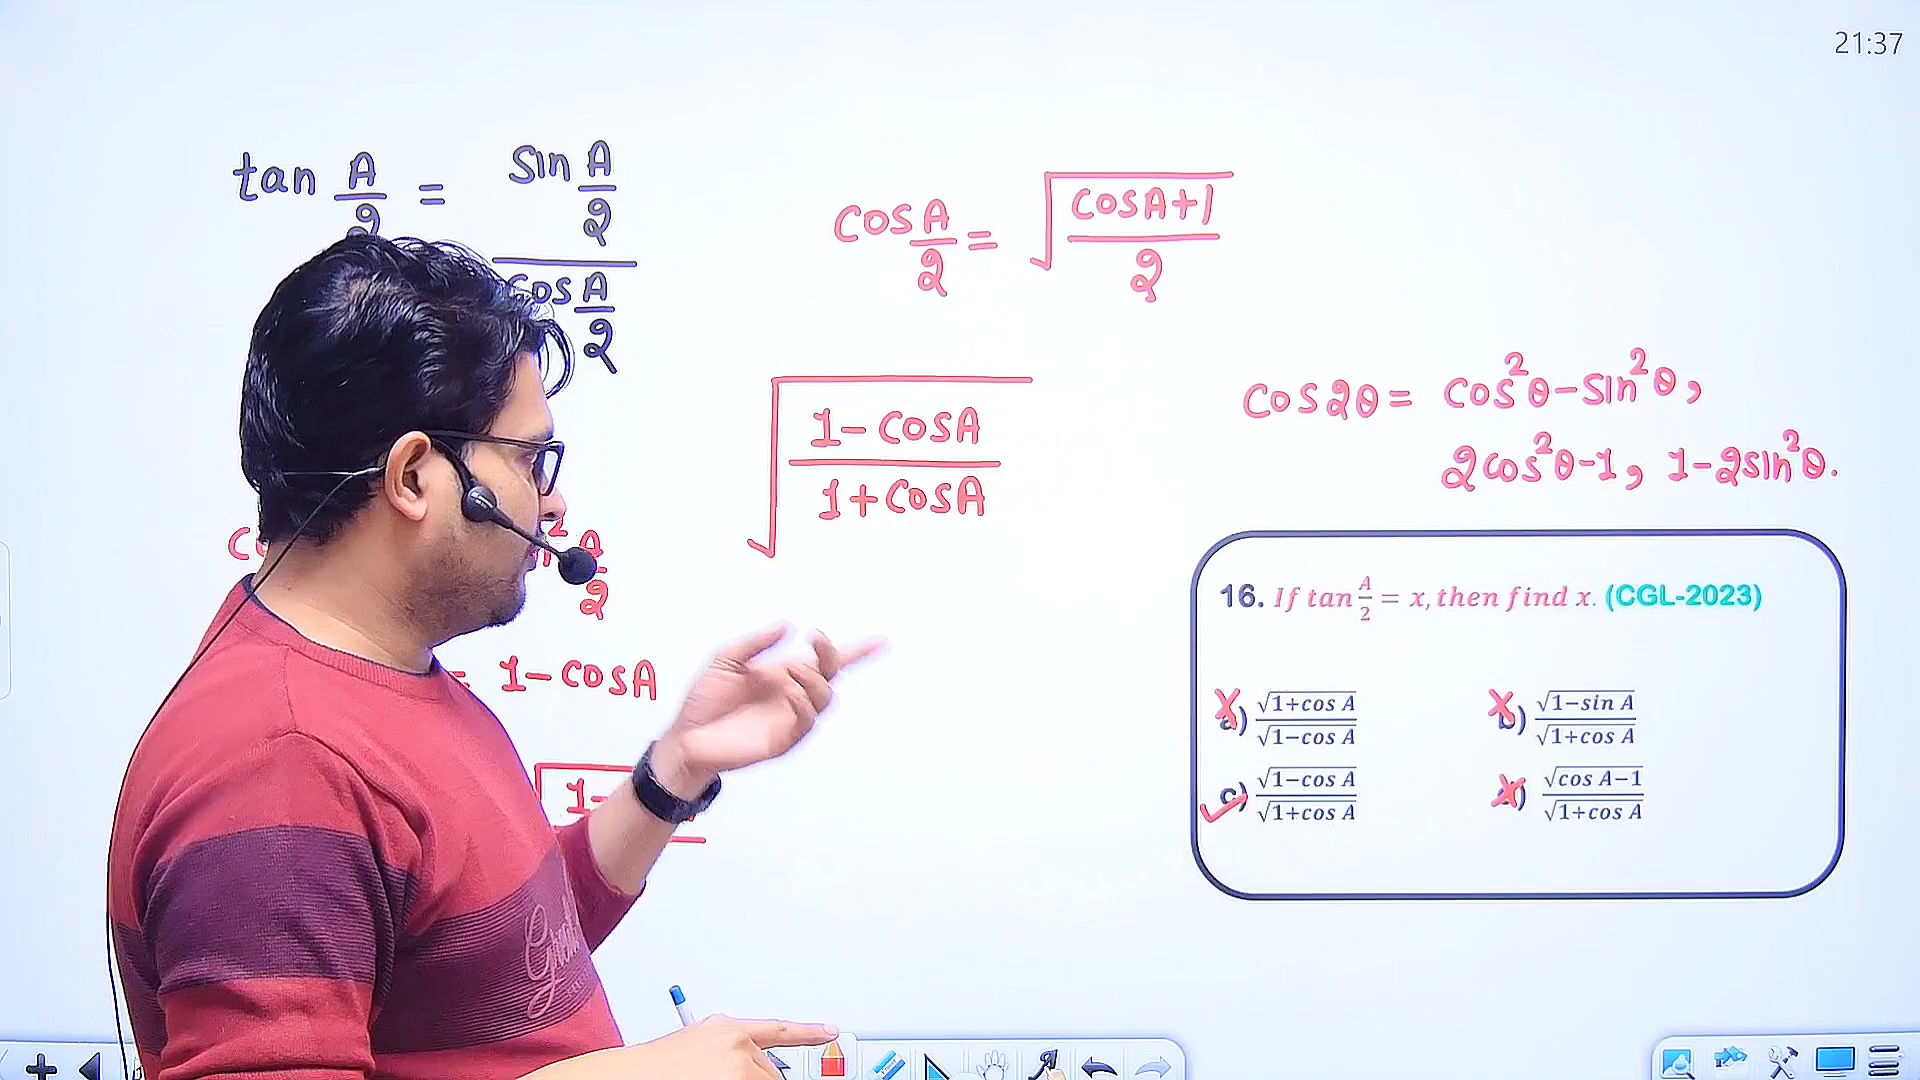 21:37
tan A/2 = sin A/2 / cos A/2
cos A/2 = √(cosA+1 / 2)
√(1-cosA / 1+cosA)
cos2θ = cos²θ-sin²θ,
2cos²θ-1, 1-2sin²θ.
A/2
= 1-cosA
1-
16. If tan A/2 = x, then find x. (CGL-2023)
a) √1+cos A / √1−cos A
b) √1−sin A / √1+cos A
c) √1−cos A / √1+cos A
d) √cos A−1 / √1+cos A